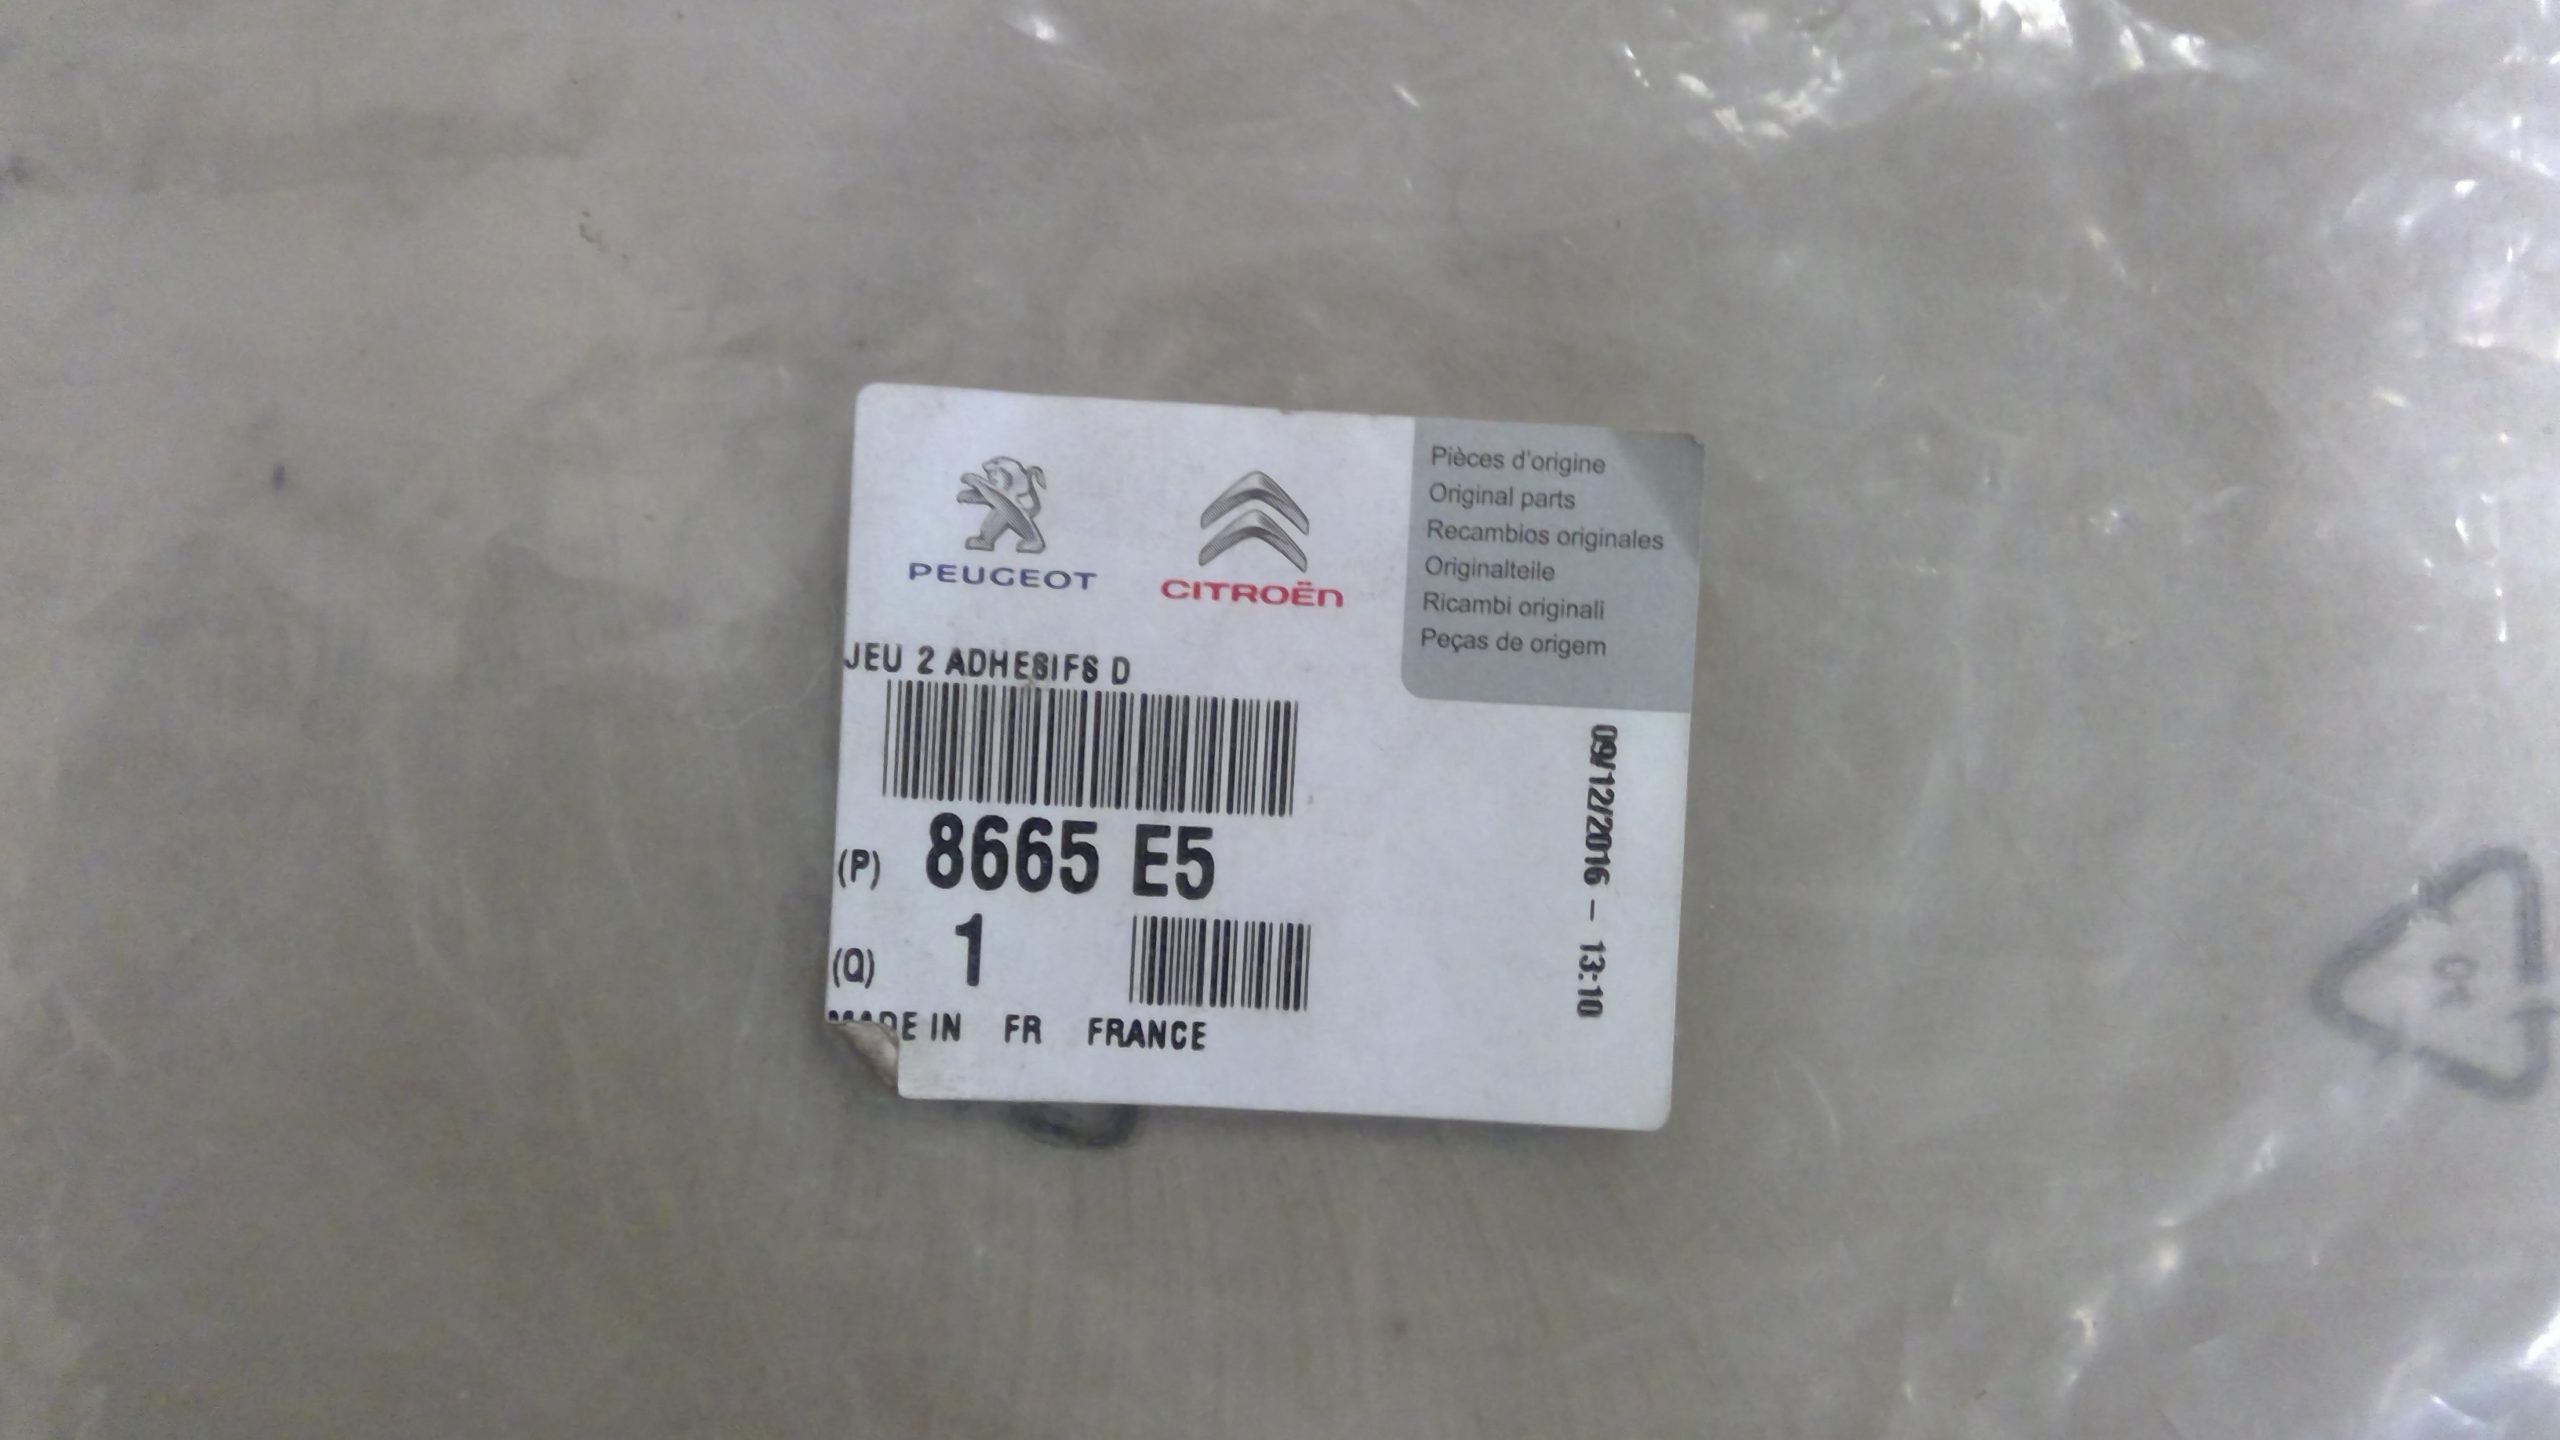 PEUGEOT
CITROËN
Pièces d'origine
Original parts
Recambios originales
Originalteile
Ricambi originali
Peças de origem
JEU 2 ADHESIFS D
(P) 8665 E5
(Q) 1
MADE IN FR FRANCE
09/12/2016 – 13:10